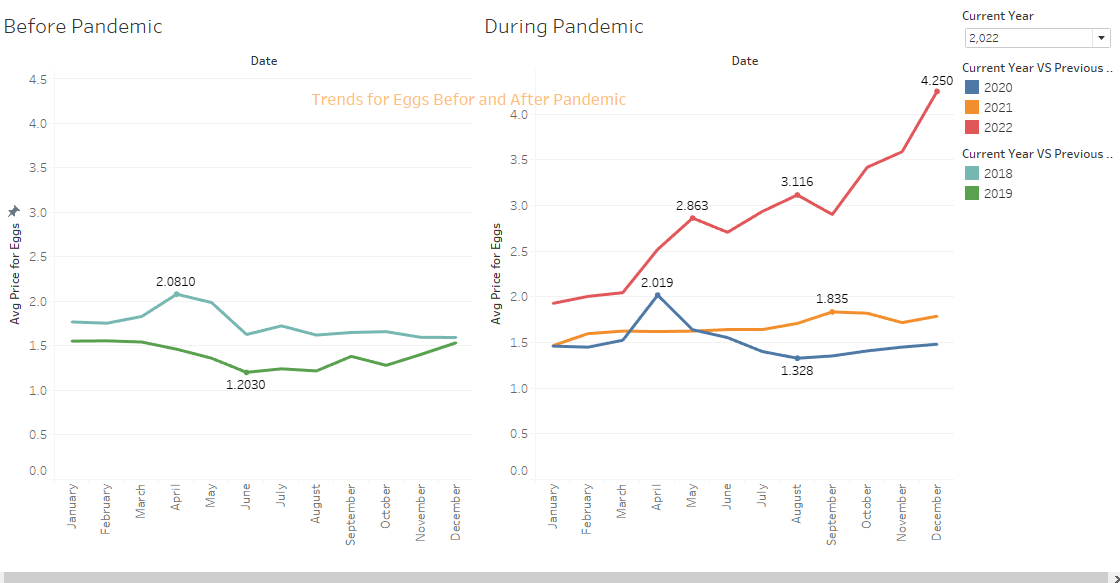 Before Pandemic
During Pandemic
Current Year
2,022
Current Year VS Previous ..
2020
2021
2022
Current Year VS Previous ..
2018
2019
Trends for Eggs Befor and After Pandemic
Date
Avg Price for Eggs
4.5
4.0
3.5
3.0
2.5
2.0
1.5
1.0
0.5
0.0
2.0810
1.2030
January
February
March
April
May
June
July
August
September
October
November
December
Date
Avg Price for Eggs
4.0
3.5
3.0
2.5
2.0
1.5
1.0
0.5
0.0
4.250
3.116
2.863
2.019
1.835
1.328
January
February
March
April
May
June
July
August
September
October
November
December